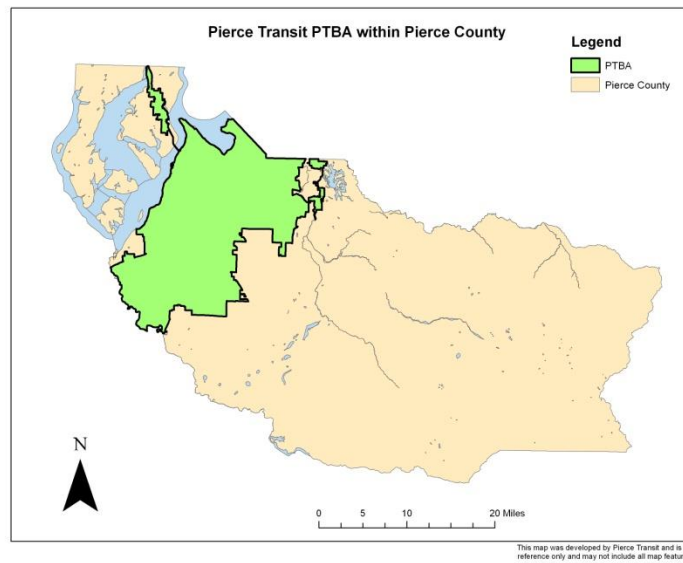 Pierce Transit PTBA within Pierce County
Legend
PTBA
Pierce County
N
0 5 10 20 Miles
This map was developed by Pierce Transit and is
reference only and may not include all map featu